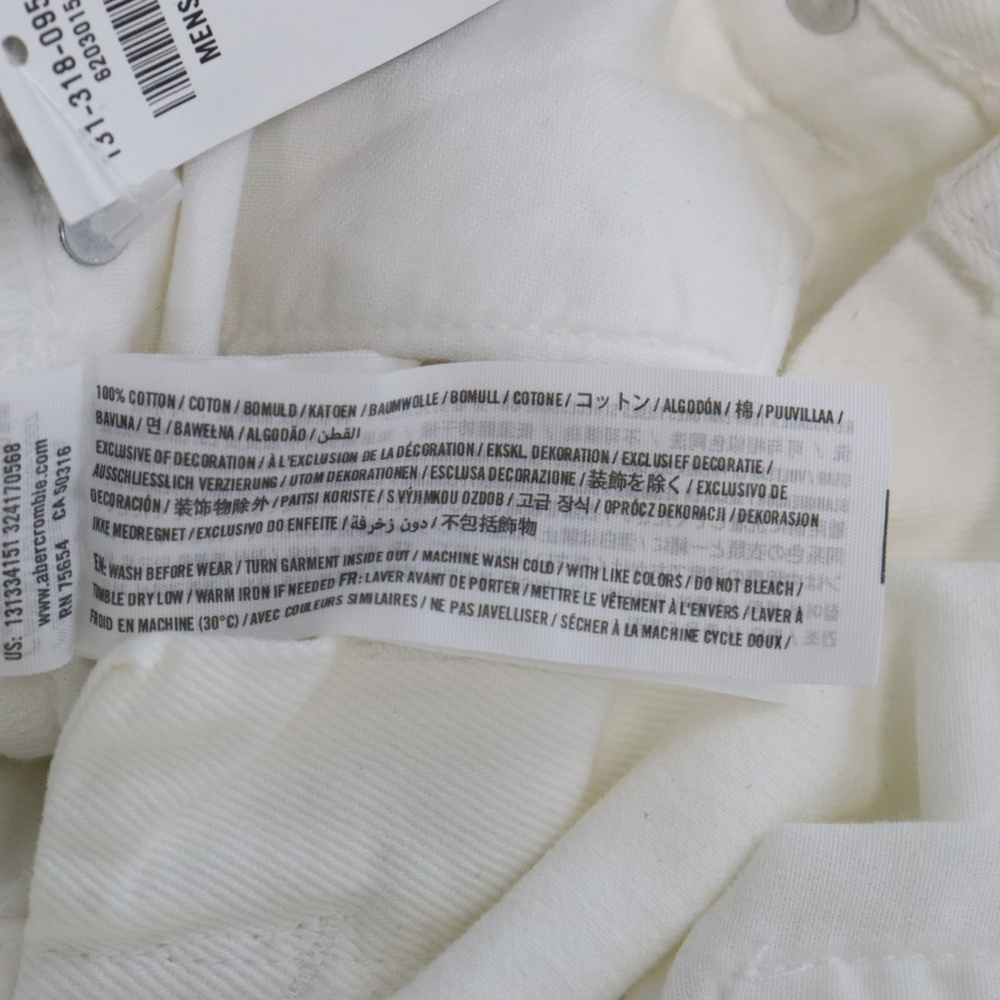 131-318-095
6203015
MENS
US: 131334151 324170568
www.abercrombie.com
RN 75654 CA 50316
100% COTTON / COTON / BOMULD / KATOEN / BAUMWOLLE / BOMULL / COTONE / コットン / ALGODÓN / 棉 / PUUVILLAA /
BAVLNA / 면 / BAWEŁNA / ALGODÃO / القطن
EXCLUSIVE OF DECORATION / À L'EXCLUSION DE LA DÉCORATION / EKSKL. DEKORATION / EXCLUSIEF DECORATIE /
AUSSCHLIESSLICH VERZIERUNG / UTOM DEKORATIONEN / ESCLUSA DECORAZIONE / 装飾を除く / EXCLUSIVO DE
DECORACIÓN / 装饰物除外 / PAITSI KORISTE / S VÝJIMKOU OZDOB / 고급 장식 / OPRÓCZ DEKORACJI / DEKORASJON
IKKE MEDREGNET / EXCLUSIVO DO ENFEITE / دون زخرفة / 不包括飾物
EN: WASH BEFORE WEAR / TURN GARMENT INSIDE OUT / MACHINE WASH COLD / WITH LIKE COLORS / DO NOT BLEACH /
TUMBLE DRY LOW / WARM IRON IF NEEDED FR: LAVER AVANT DE PORTER / METTRE LE VÊTEMENT À L'ENVERS / LAVER À
FROID EN MACHINE (30°C) / AVEC COULEURS SIMILAIRES / NE PAS JAVELLISER / SÉCHER À LA MACHINE CYCLE DOUX /